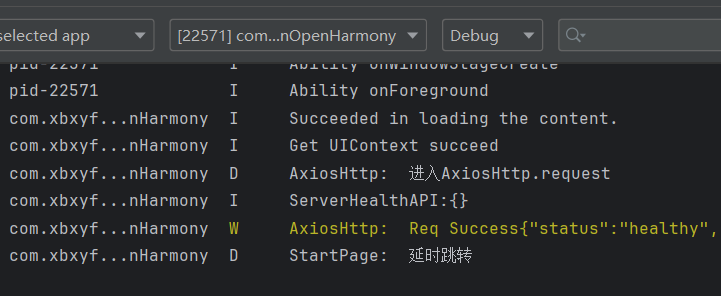 selected app [22571] com...nOpenHarmony Debug
pid-22571 I Ability onWindowStageCreate
pid-22571 I Ability onForeground
com.xbxyf...nHarmony I Succeeded in loading the content.
com.xbxyf...nHarmony I Get UIContext succeed
com.xbxyf...nHarmony D AxiosHttp: 进入AxiosHttp.request
com.xbxyf...nHarmony I ServerHealthAPI:{}
com.xbxyf...nHarmony W AxiosHttp: Req Success{"status":"healthy",
com.xbxyf...nHarmony D StartPage: 延时跳转